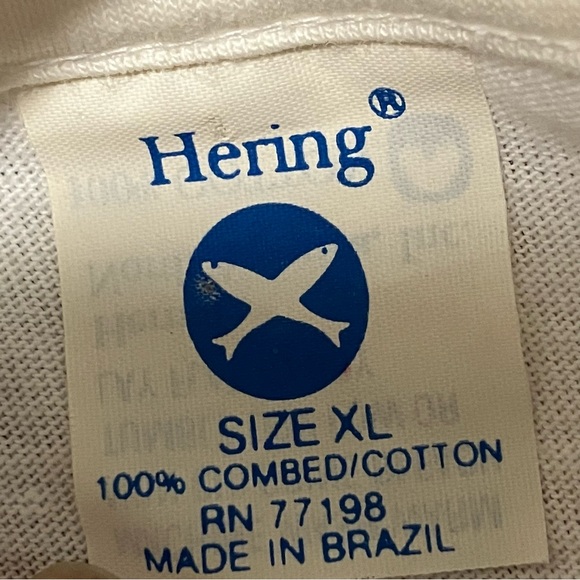 Hering®
SIZE XL
100% COMBED/COTTON
RN 77198
MADE IN BRAZIL